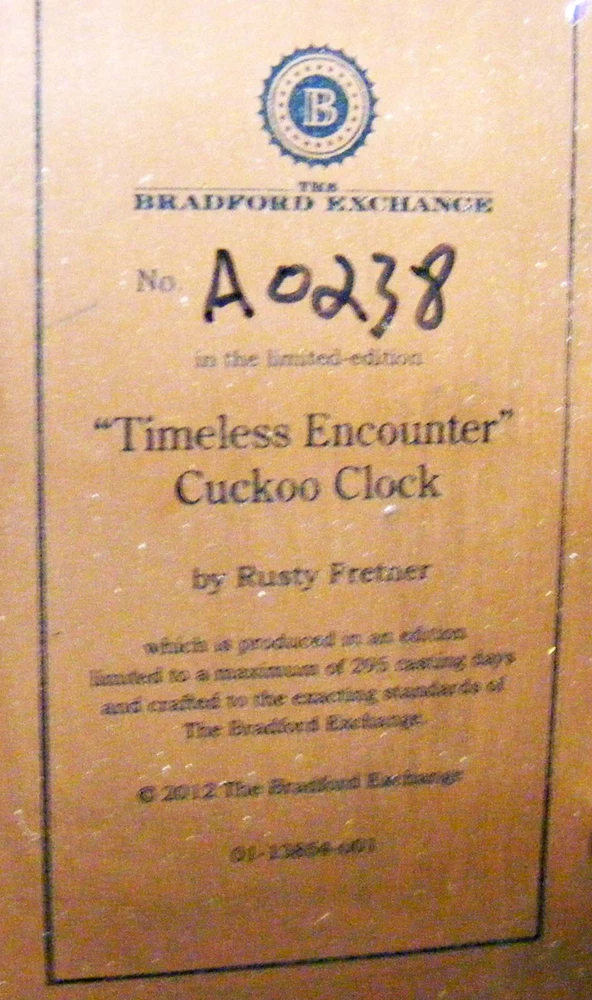 B
THE
BRADFORD EXCHANGE
No. A0238
in the limited-edition
“Timeless Encounter”
Cuckoo Clock
by Rusty Fretner
which is produced in an edition
limited to a maximum of 295 casting days
and crafted to the exacting standards of
The Bradford Exchange.
© 2012 The Bradford Exchange